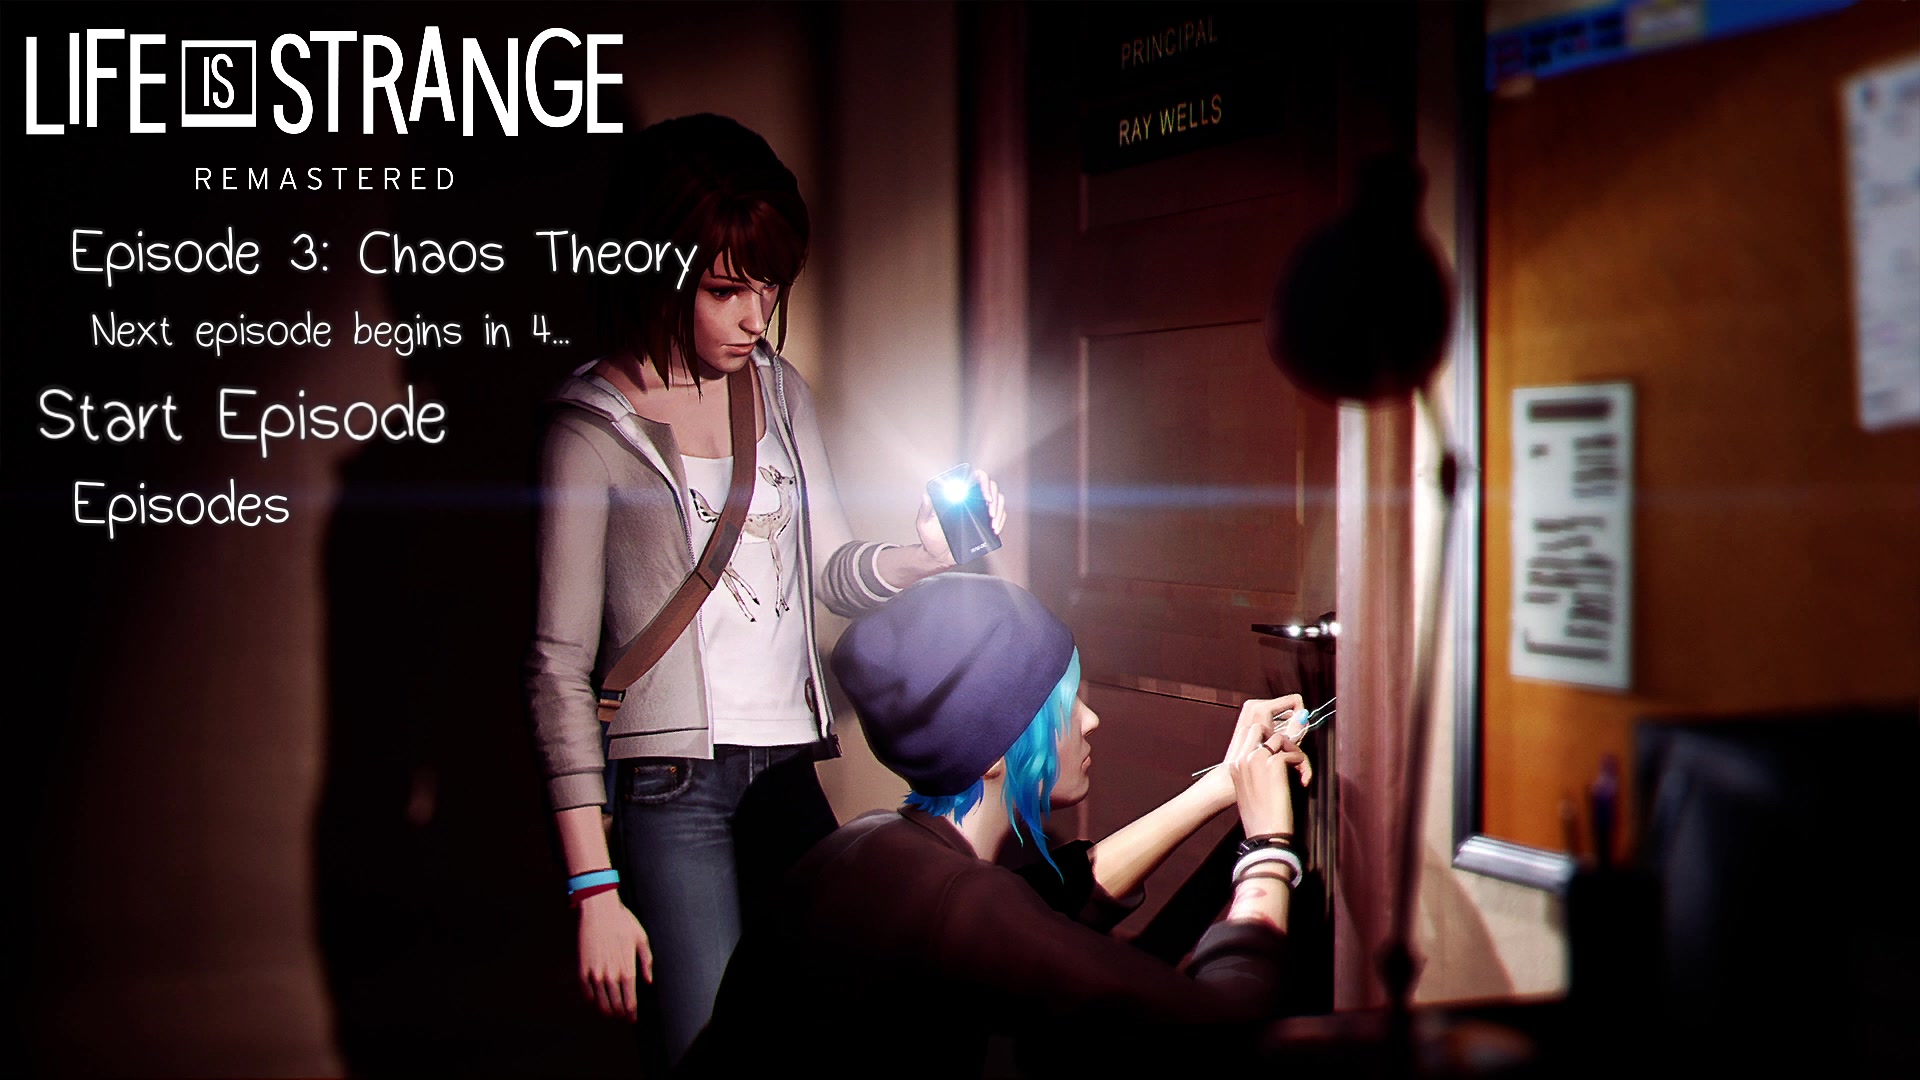 LIFE IS STRANGE
REMASTERED
Episode 3: Chaos Theory
Next episode begins in 4...
Start Episode
Episodes
PRINCIPAL
RAY WELLS